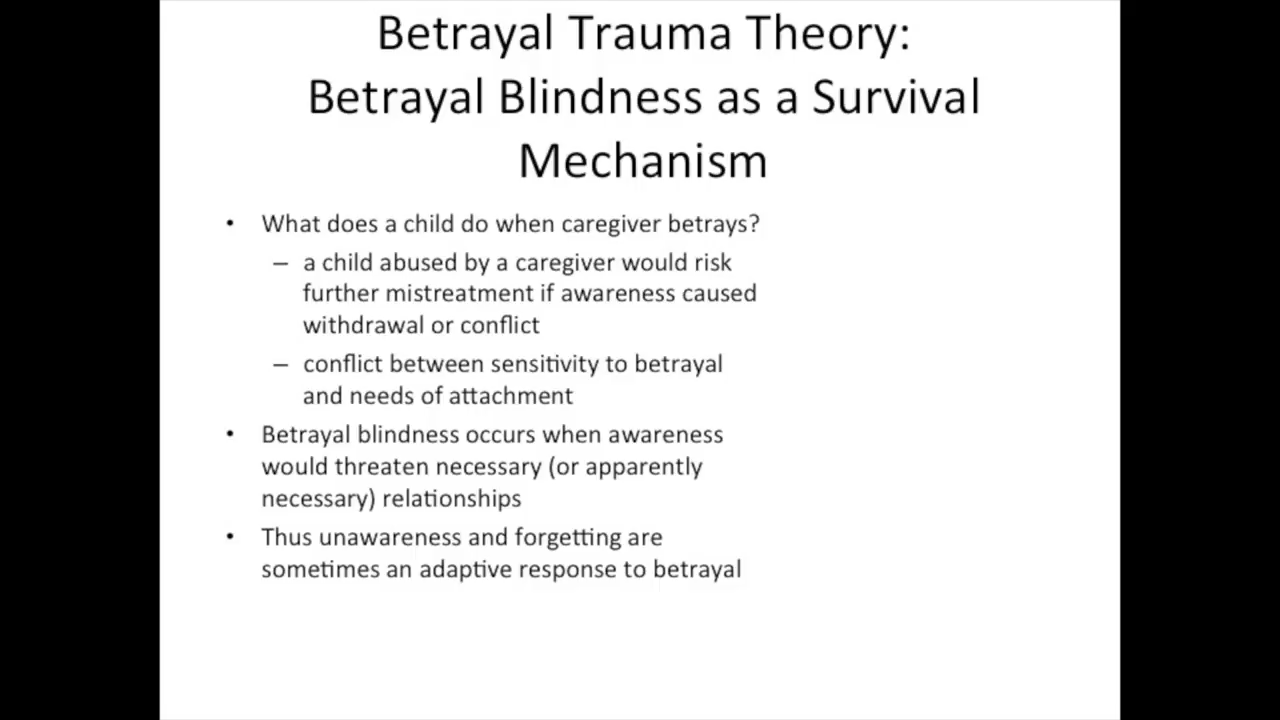 Betrayal Trauma Theory:
Betrayal Blindness as a Survival
Mechanism
• What does a child do when caregiver betrays?
– a child abused by a caregiver would risk
further mistreatment if awareness caused
withdrawal or conflict
– conflict between sensitivity to betrayal
and needs of attachment
• Betrayal blindness occurs when awareness
would threaten necessary (or apparently
necessary) relationships
• Thus unawareness and forgetting are
sometimes an adaptive response to betrayal